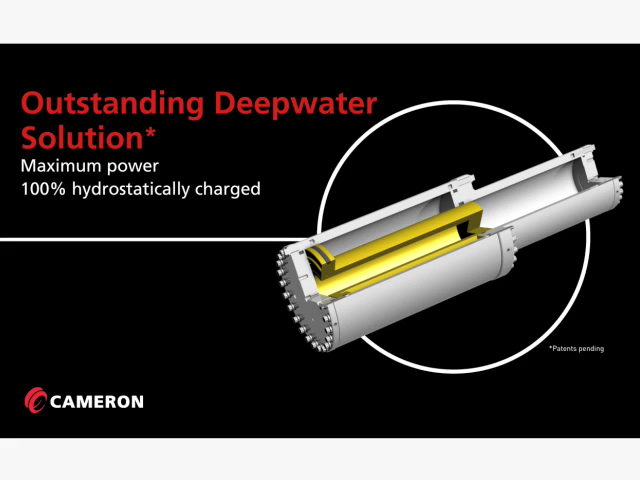 Outstanding Deepwater
Solution*
Maximum power
100% hydrostatically charged
*Patents pending
CAMERON